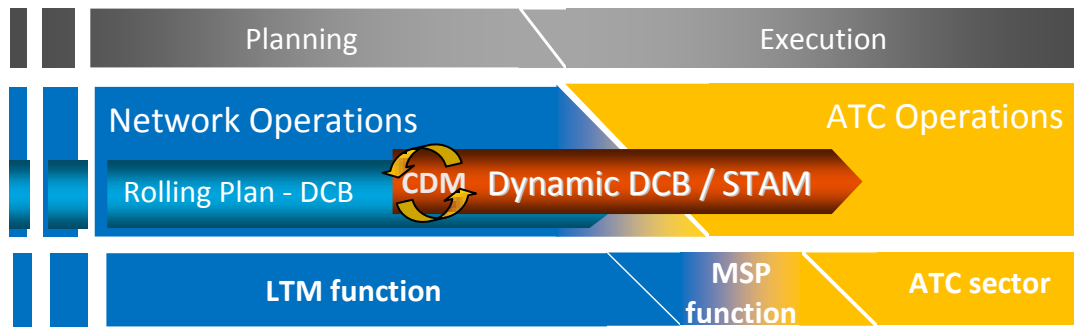 Planning
Execution
Network Operations
ATC Operations
Rolling Plan - DCB
CDM
Dynamic DCB / STAM
LTM function
MSP
function
ATC sector